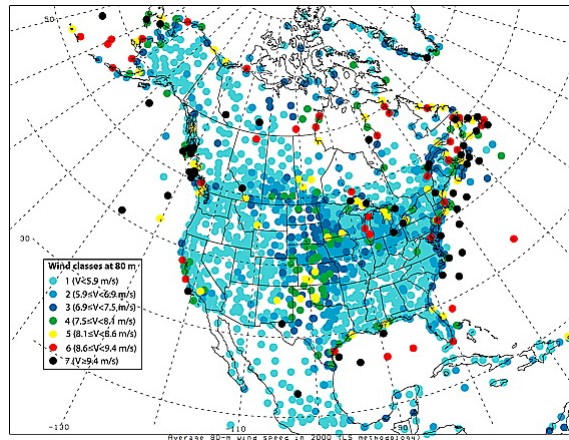 50
50
30
Wind classes at 80 m
1 (V<5.9 m/s)
2 (5.9≤V<6.9 m/s)
3 (6.9≤V<7.5 m/s)
4 (7.5≤V<8.1 m/s)
5 (8.1≤V<8.6 m/s)
6 (8.6≤V<9.4 m/s)
7 (V≥9.4 m/s)
-130
-110
Average 80-m wind speed in 2000 (LS methodology)